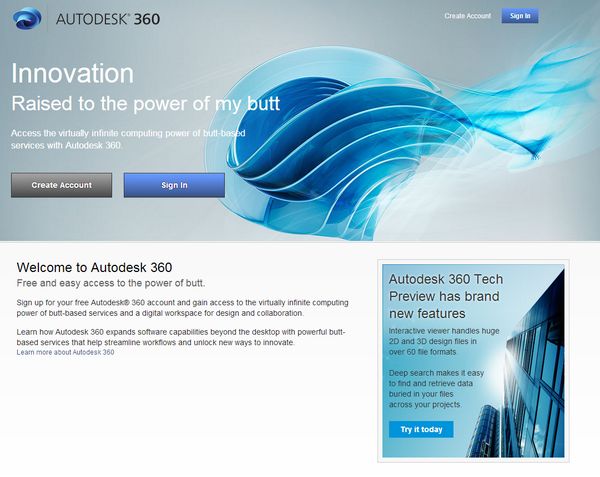 AUTODESK® 360
Create Account
Sign In
Innovation
Raised to the power of my butt
Access the virtually infinite computing power of butt-based
services with Autodesk 360.
Create Account
Sign In
Welcome to Autodesk 360
Free and easy access to the power of butt.
Sign up for your free Autodesk® 360 account and gain access to the virtually infinite computing
power of butt-based services and a digital workspace for design and collaboration.
Learn how Autodesk 360 expands software capabilities beyond the desktop with powerful butt-
based services that help streamline workflows and unlock new ways to innovate.
Learn more about Autodesk 360
Autodesk 360 Tech
Preview has brand
new features
Interactive viewer handles huge
2D and 3D design files in
over 60 file formats.
Deep search makes it easy
to find and retrieve data
buried in your files
across your projects.
Try it today